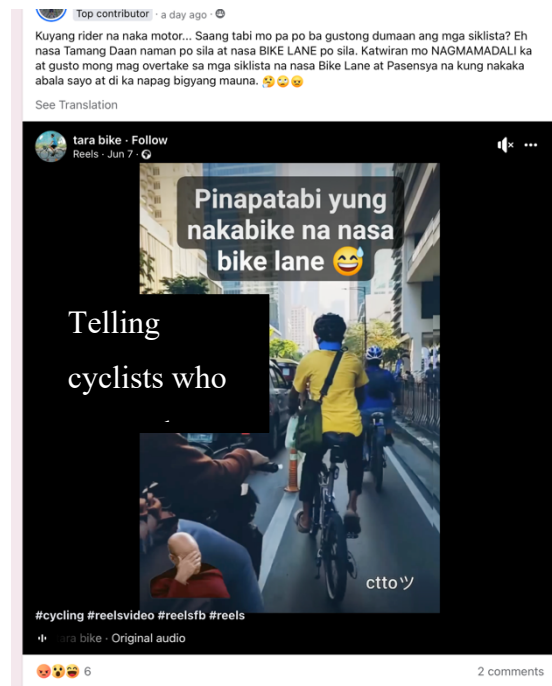 Top contributor · a day ago ·
Kuyang rider na naka motor... Saang tabi mo pa po ba gustong dumaan ang mga siklista? Eh
nasa Tamang Daan naman po sila at nasa BIKE LANE po sila. Katwiran mo NAGMAMADALI ka
at gusto mong mag overtake sa mga siklista na nasa Bike Lane at Pasensya na kung nakaka
abala sayo at di ka napag bigyang mauna. 🤔🙄😠
See Translation
tara bike · Follow
Reels · Jun 7 ·
Pinapatabi yung
nakabike na nasa
bike lane 😅
Telling
cyclists who
cttoツ
#cycling #reelsvideo #reelsfb #reels
tara bike · Original audio
6
2 comments